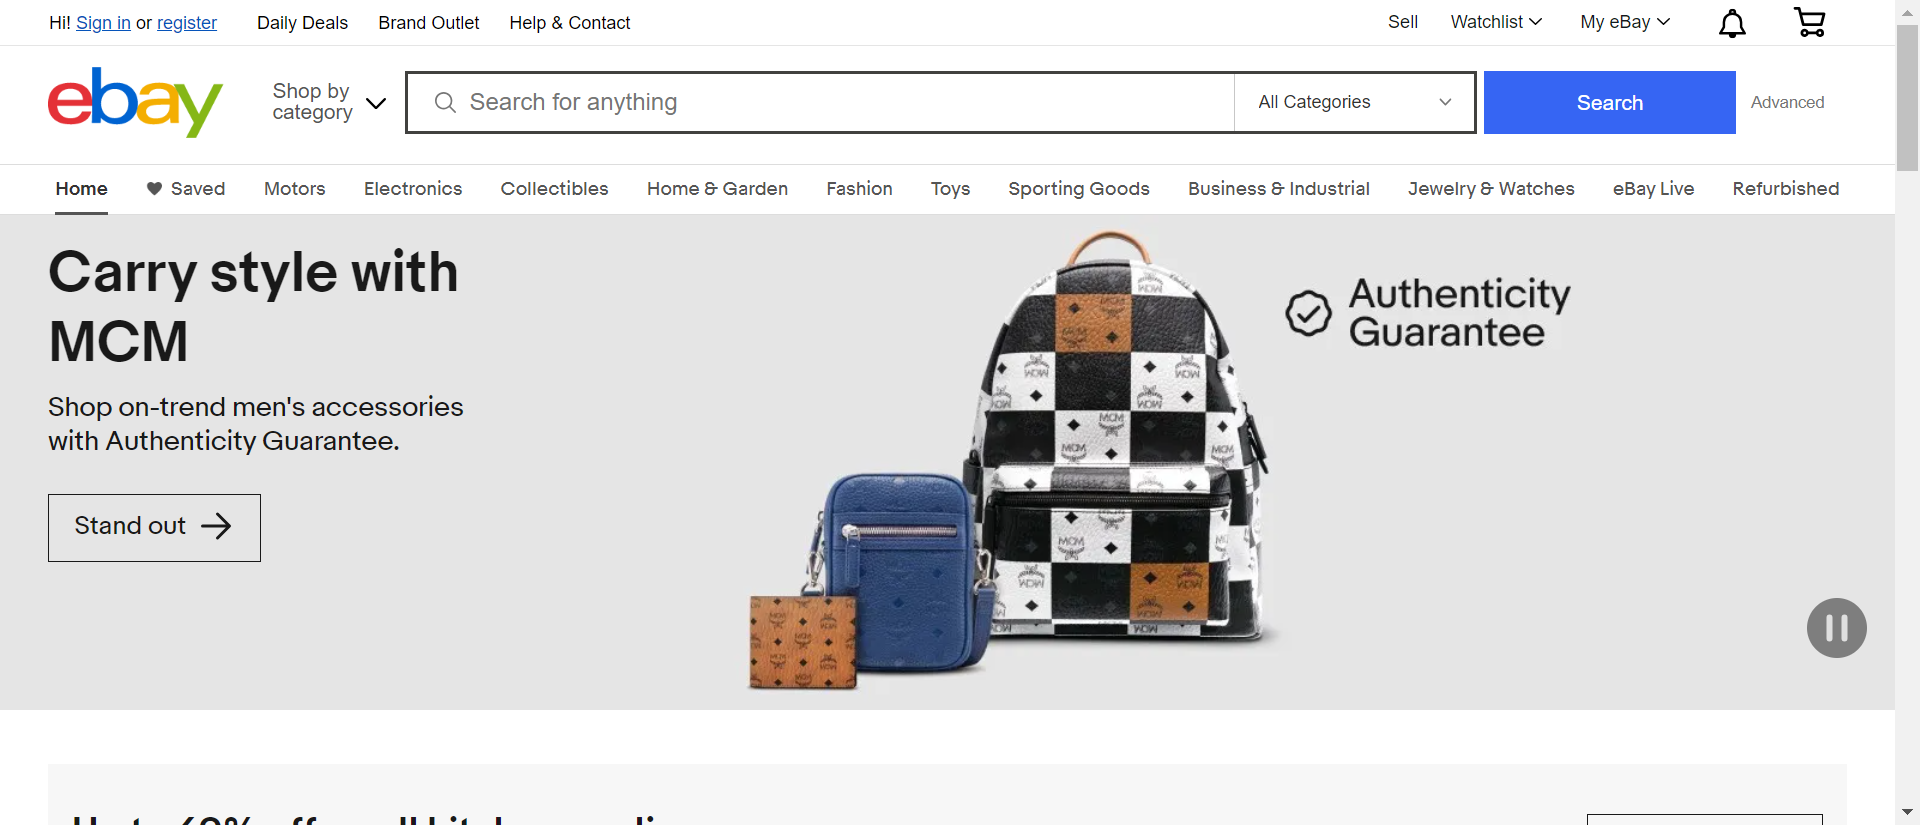 Hi! Sign in or register
Daily Deals
Brand Outlet
Help & Contact
Sell
Watchlist
My eBay
ebay
Shop by
category
Search for anything
All Categories
Search
Advanced
Home
Saved
Motors
Electronics
Collectibles
Home & Garden
Fashion
Toys
Sporting Goods
Business & Industrial
Jewelry & Watches
eBay Live
Refurbished
Carry style with
MCM
Shop on-trend men's accessories
with Authenticity Guarantee.
Stand out
Authenticity
Guarantee